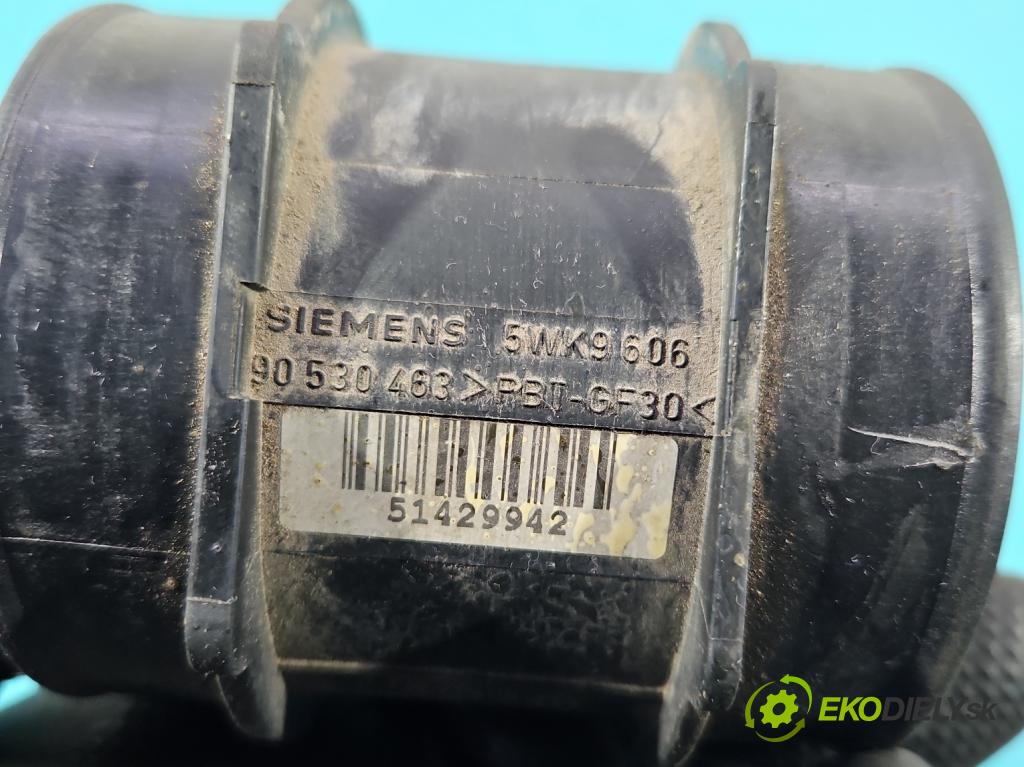 SIEMENS 5WK9 606
90 530 463 >PBT-GF30<
51429942
EKODIELY.sk